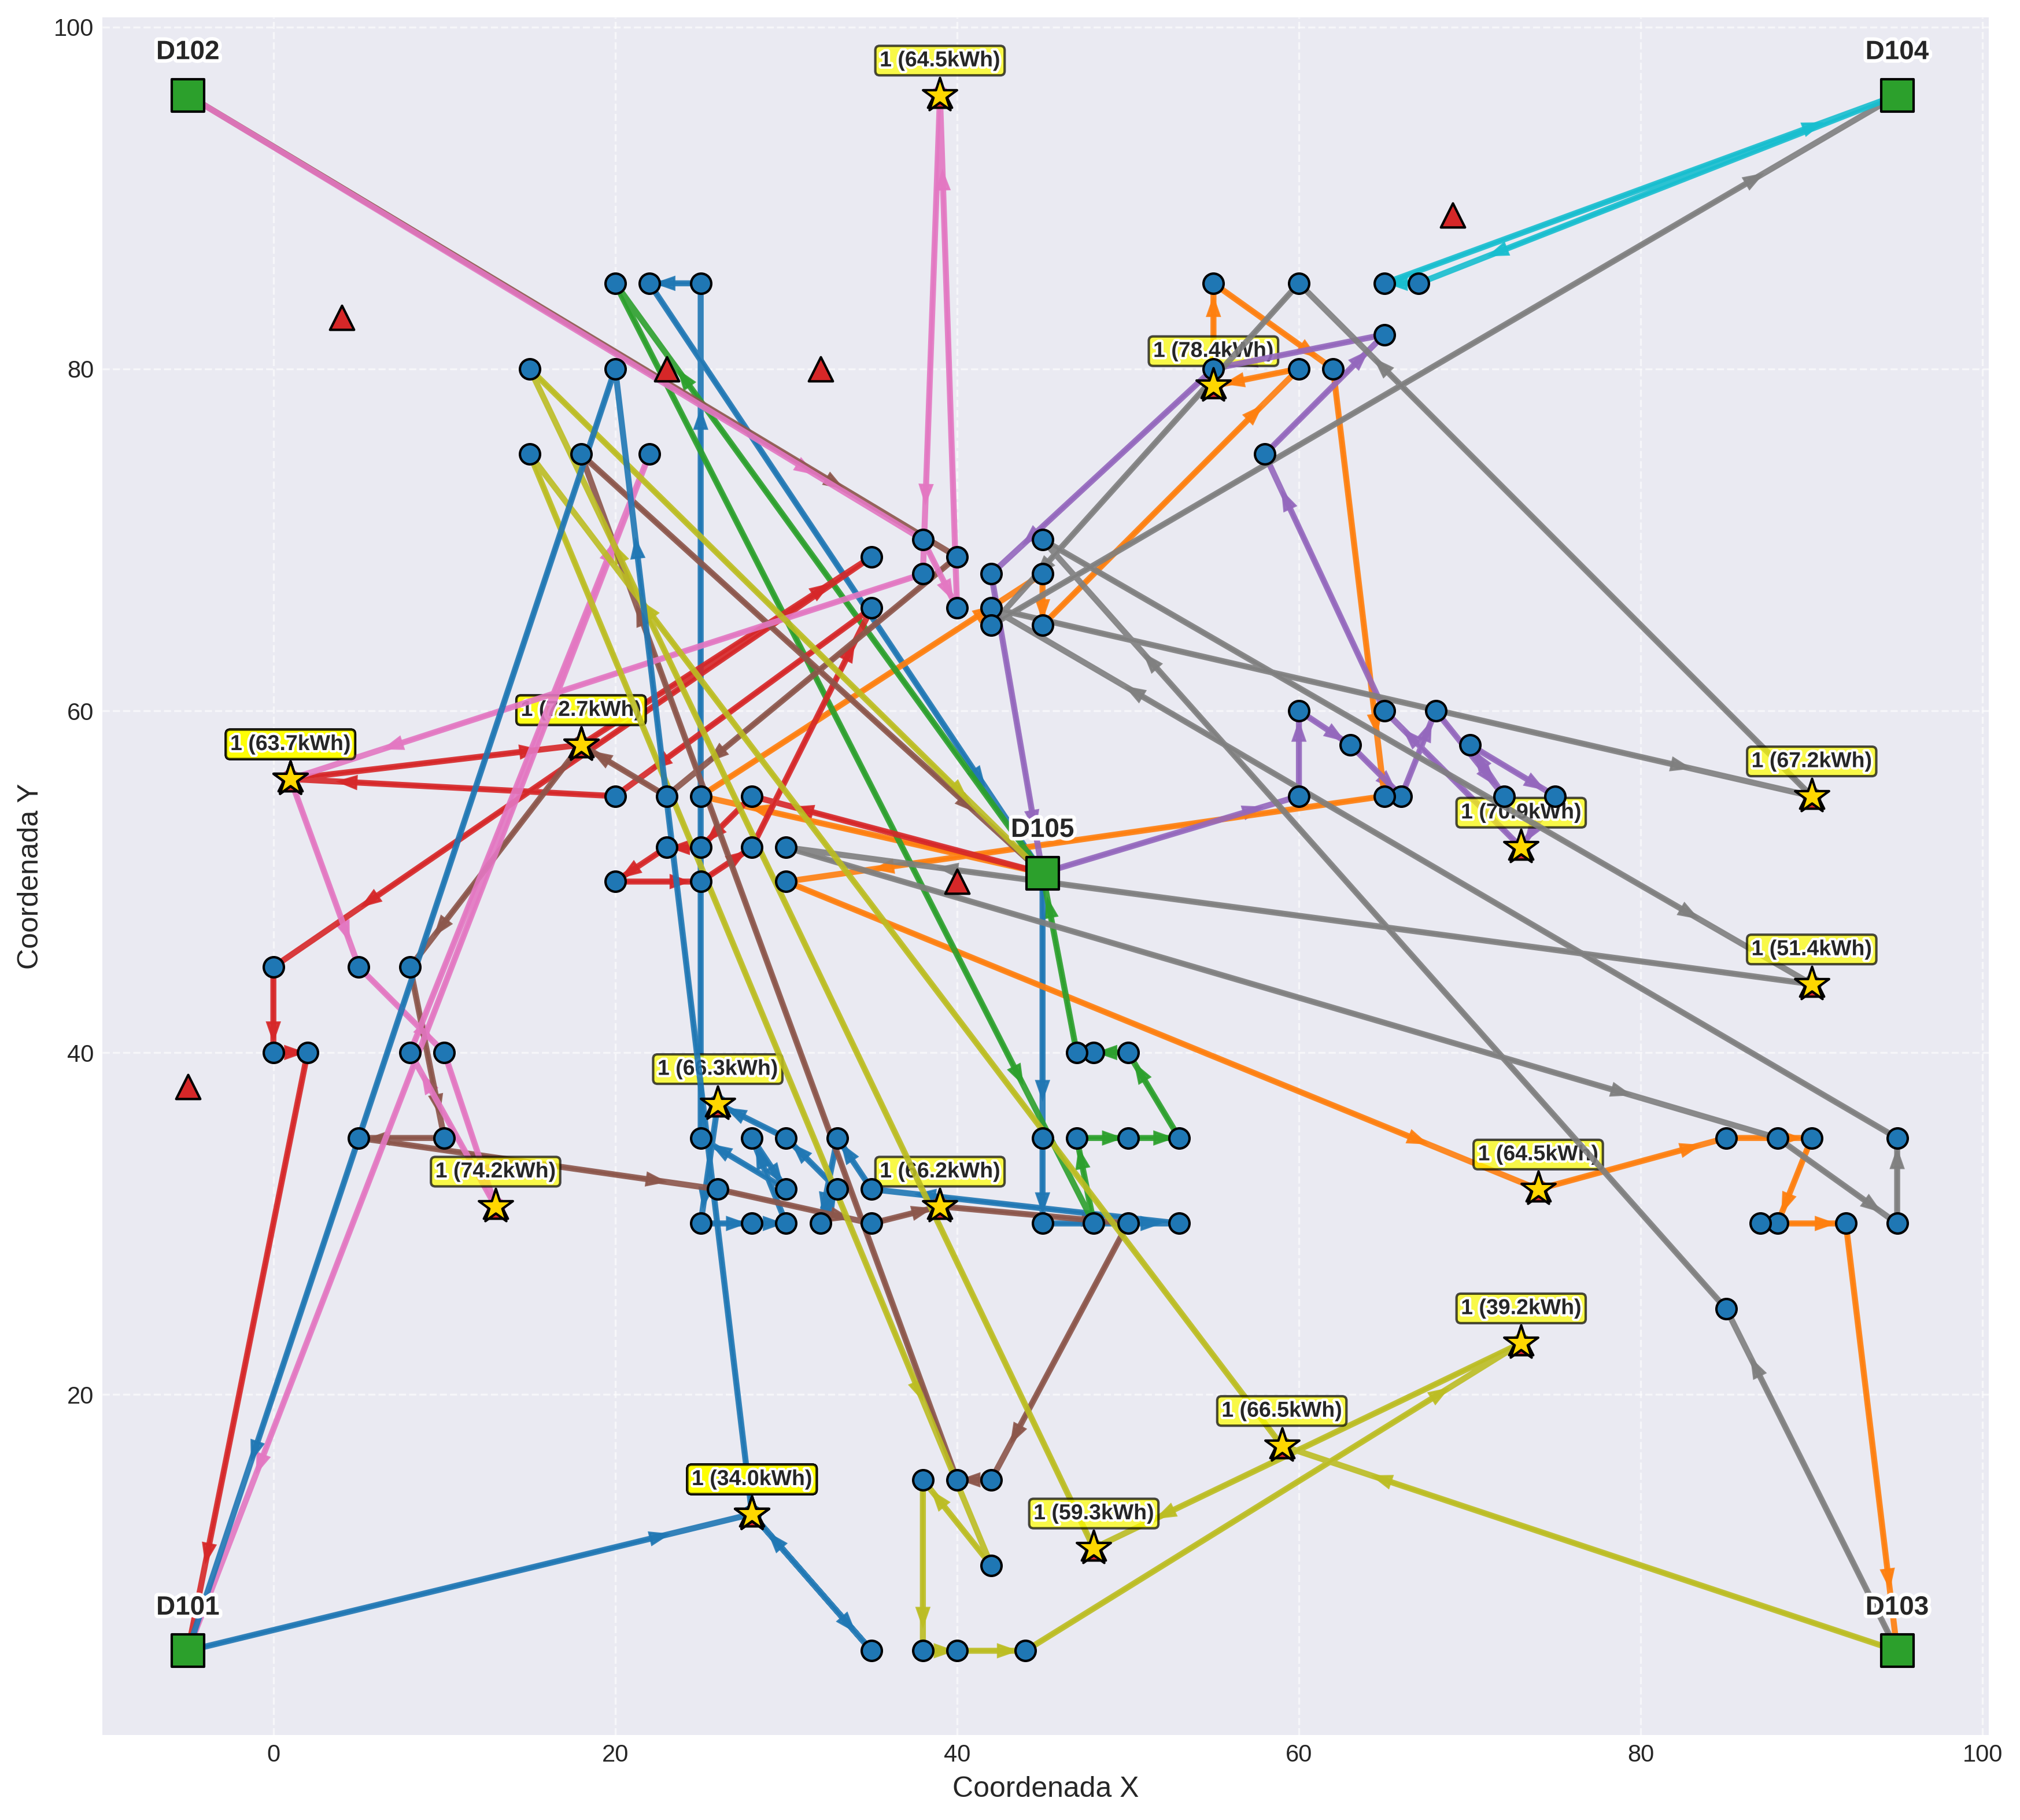 D102
D104
1 (64.5kWh)
1 (78.4kWh)
1 (72.7kWh)
1 (63.7kWh)
1 (67.2kWh)
1 (70.9kWh)
D105
1 (51.4kWh)
1 (66.3kWh)
1 (74.2kWh)
1 (66.2kWh)
1 (64.5kWh)
1 (39.2kWh)
1 (66.5kWh)
1 (34.0kWh)
1 (59.3kWh)
D101
D103
100
80
60
40
20
Coordenada Y
0
20
40
60
80
100
Coordenada X